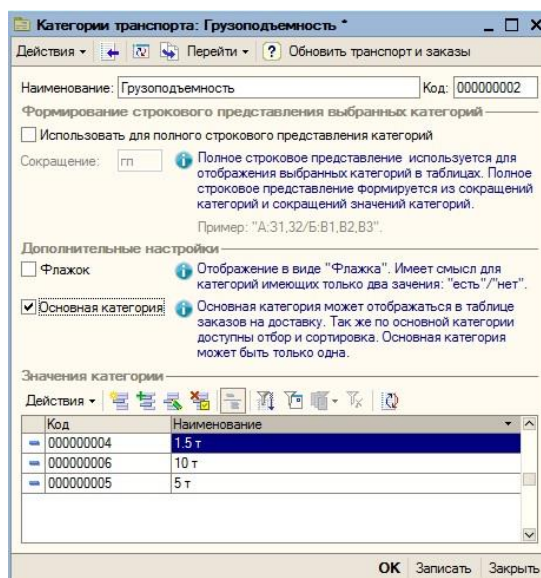 Категории транспорта: Грузоподъемность *
Действия Перейти ? Обновить транспорт и заказы
Наименование: Грузоподъемность Код: 000000002
Формирование строкового представления выбранных категорий
Использовать для полного строкового представления категорий
Сокращение: гп Полное строковое представление используется для
отображения выбранных категорий в таблицах. Полное
строковое представление формируется из сокращений
категорий и сокращений значений категорий.
Пример: "А:31,32/Б:В1,В2,В3".
Дополнительные настройки
Флажок Отображение в виде "Флажка". Имеет смысл для
категорий имеющих только два зачения: "есть"/"нет".
Основная категория Основная категория может отображаться в таблице
заказов на доставку. Так же по основной категории
доступны отбор и сортировка. Основная категория
может быть только одна.
Значения категории
Действия
Код Наименование
000000004 1.5 т
000000006 10 т
000000005 5 т
OK Записать Закрыть